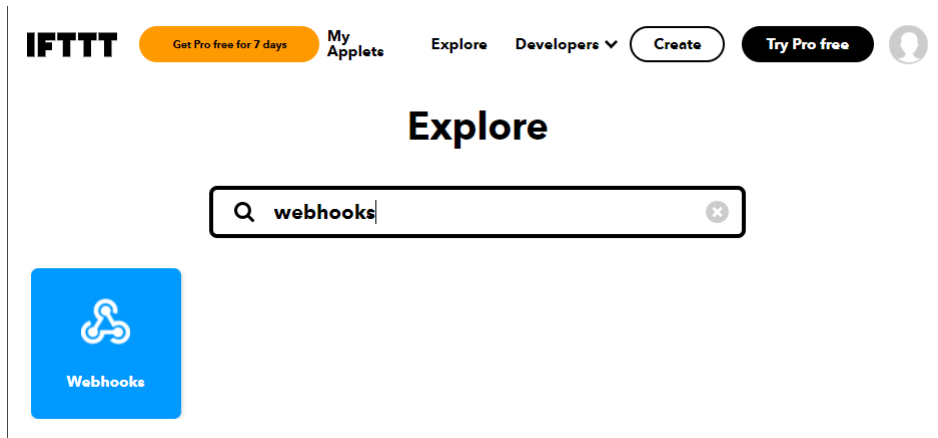 IFTTT
Get Pro free for 7 days
My
Applets
Explore
Developers
Create
Try Pro free
Explore
webhooks
Webhooks